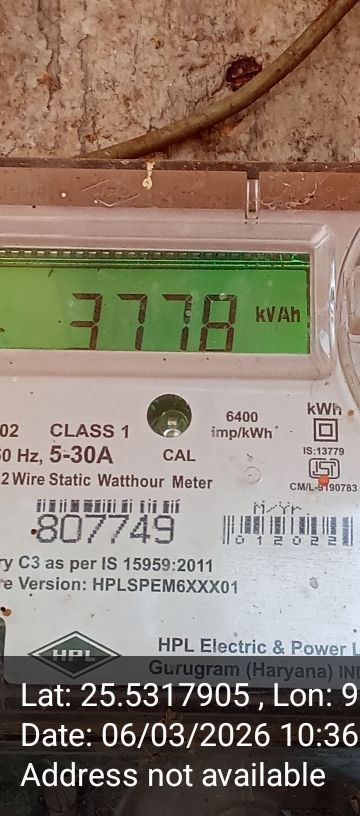 3778 kVAh
02 CLASS 1
6400
imp/kWh
kWh
50 Hz, 5-30A
CAL
IS:13779
2 Wire Static Watthour Meter
CM/L-9190783
807749
M/Yr
012022
ry C3 as per IS 15959:2011
re Version: HPLSPEM6XXX01
HPL
HPL Electric & Power L
Gurugram (Haryana) IN
Lat: 25.5317905 , Lon: 9
Date: 06/03/2026 10:36
Address not available